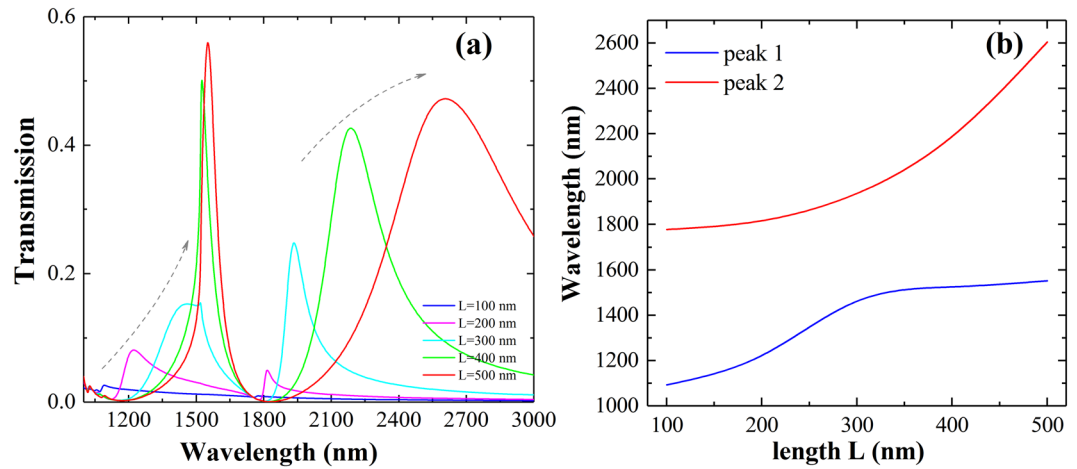 (a)
0.6
0.4
0.2
0.0
Transmission
L=100 nm
L=200 nm
L=300 nm
L=400 nm
L=500 nm
1200 1500 1800 2100 2400 2700 3000
Wavelength (nm)
(b)
peak 1
peak 2
2600
2400
2200
2000
1800
1600
1400
1200
1000
Wavelength (nm)
100 200 300 400 500
length L (nm)